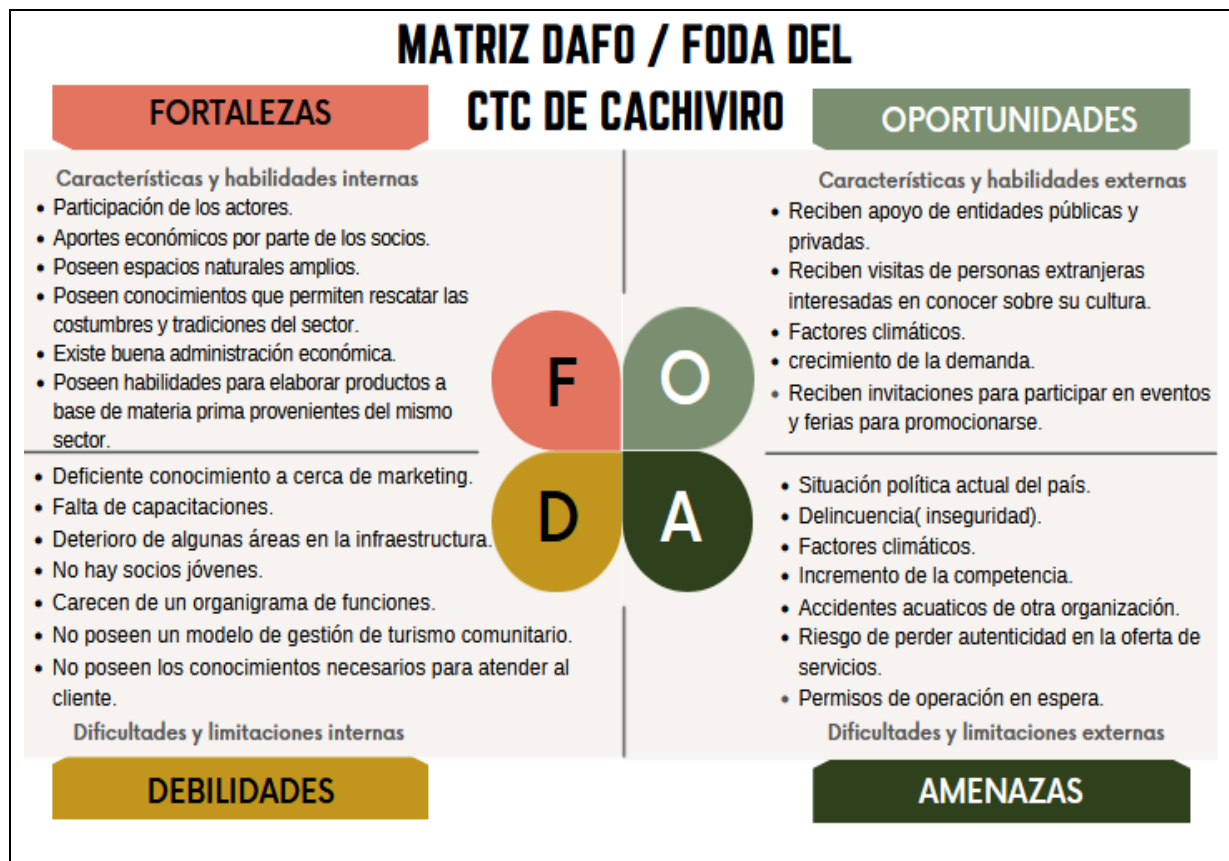 MATRIZ DAFO / FODA DEL
CTC DE CACHIVIRO
FORTALEZAS
Características y habilidades internas
• Participación de los actores.
• Aportes económicos por parte de los socios.
• Poseen espacios naturales amplios.
• Poseen conocimientos que permiten rescatar las
costumbres y tradiciones del sector.
• Existe buena administración económica.
• Poseen habilidades para elaborar productos a
base de materia prima provenientes del mismo
sector.
OPORTUNIDADES
Características y habilidades externas
• Reciben apoyo de entidades públicas y
privadas.
• Reciben visitas de personas extranjeras
interesadas en conocer sobre su cultura.
• Factores climáticos.
• crecimiento de la demanda.
• Reciben invitaciones para participar en eventos
y ferias para promocionarse.
F
O
D
A
• Deficiente conocimiento a cerca de marketing.
• Falta de capacitaciones.
• Deterioro de algunas áreas en la infraestructura.
• No hay socios jóvenes.
• Carecen de un organigrama de funciones.
• No poseen un modelo de gestión de turismo comunitario.
• No poseen los conocimientos necesarios para atender al
cliente.
Dificultades y limitaciones internas
DEBILIDADES
• Situación política actual del país.
• Delincuencia( inseguridad).
• Factores climáticos.
• Incremento de la competencia.
• Accidentes acuaticos de otra organización.
• Riesgo de perder autenticidad en la oferta de
servicios.
• Permisos de operación en espera.
Dificultades y limitaciones externas
AMENAZAS